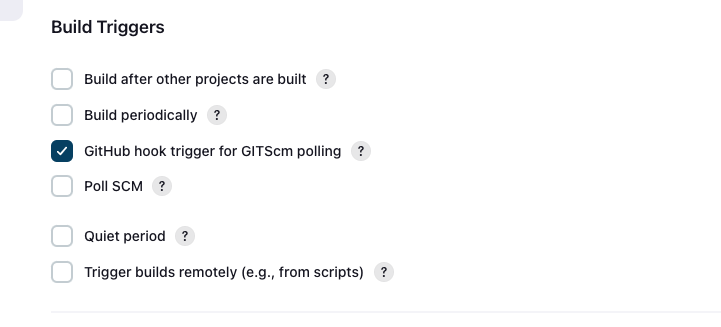 Build Triggers
Build after other projects are built ?
Build periodically ?
GitHub hook trigger for GITScm polling ?
Poll SCM ?
Quiet period ?
Trigger builds remotely (e.g., from scripts) ?